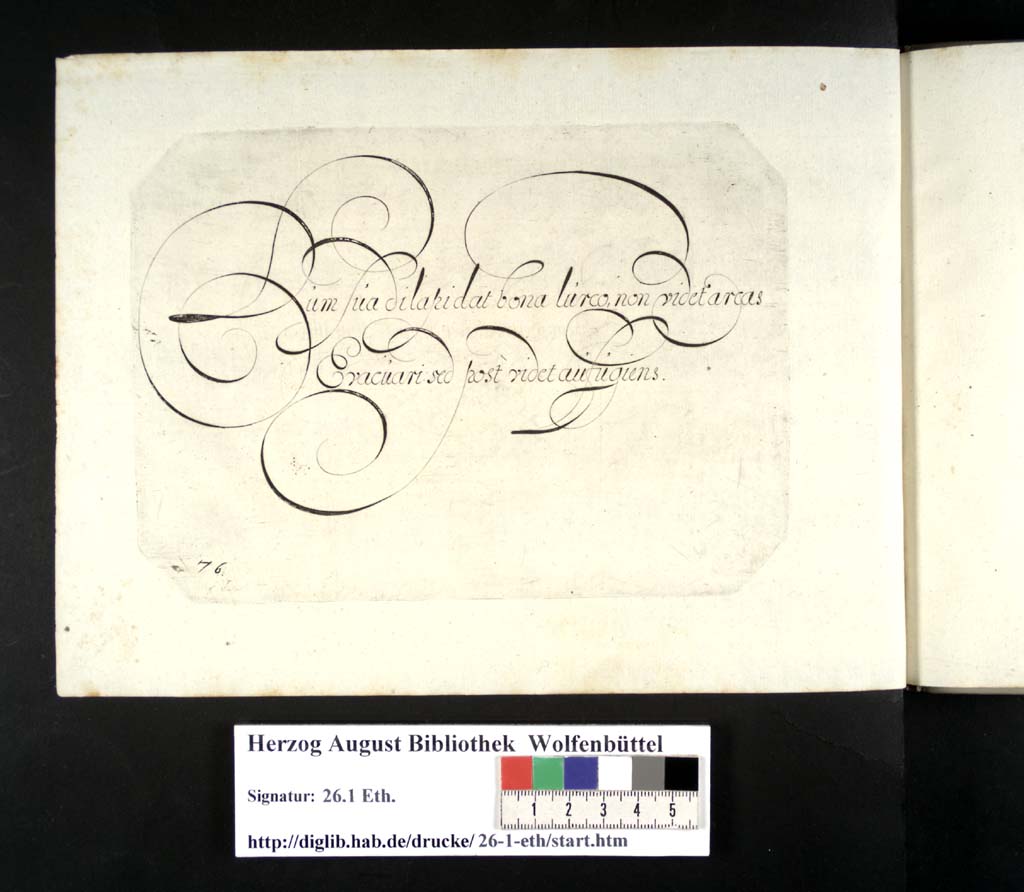 Dum sua dilapidat bona lurco, non videt arcas
Evacuari sed post videt aufugiens.
76.
Herzog August Bibliothek Wolfenbüttel
Signatur: 26.1 Eth.
1 2 3 4 5
http://diglib.hab.de/drucke/ 26-1-eth/start.htm